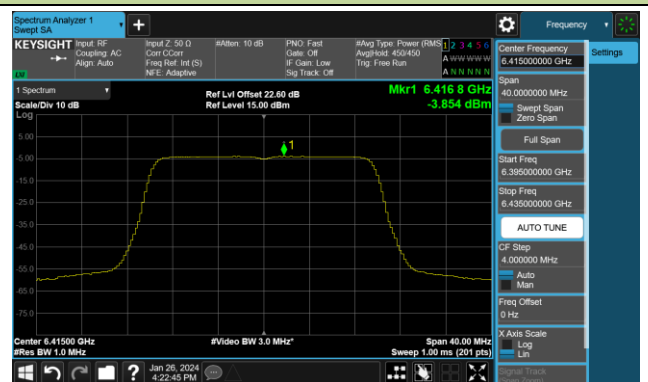 Spectrum Analyzer 1
Swept SA
+
Frequency
KEYSIGHT
Input: RF
Coupling: AC
Align: Auto
Input Z: 50 Ω
Corr CCorr
Freq Ref: Int (S)
NFE: Adaptive
#Atten: 10 dB
PNO: Fast
Gate: Off
IF Gain: Low
Sig Track: Off
#Avg Type: Power (RMS
Avg|Hold: 450/450
Trig: Free Run
1 2 3 4 5 6
A W W W W W
A N N N N N
Center Frequency
6.415000000 GHz
Settings
Span
40.0000000 MHz
Swept Span
Zero Span
Full Span
Start Freq
6.395000000 GHz
Stop Freq
6.435000000 GHz
AUTO TUNE
CF Step
4.000000 MHz
Auto
Man
Freq Offset
0 Hz
X Axis Scale
Log
Lin
Signal Track
1 Spectrum
Scale/Div 10 dB
Log
Ref Lvl Offset 22.60 dB
Ref Level 15.00 dBm
Mkr1 6.416 8 GHz
-3.854 dBm
1
5.00
-5.00
-15.0
-25.0
-35.0
-45.0
-55.0
-65.0
-75.0
Center 6.41500 GHz
#Res BW 1.0 MHz
#Video BW 3.0 MHz*
Span 40.00 MHz
Sweep 1.00 ms (201 pts)
?
Jan 26, 2024
4:22:45 PM